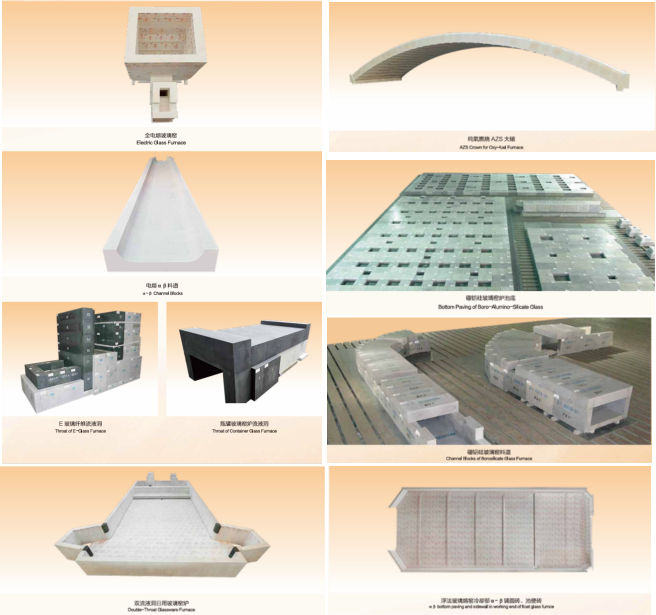 全电熔玻璃窑
Electric Glass Furnace
纯氧燃烧 AZS 大碹
AZS Crown for Oxy-fuel Furnace
电熔α β料道
α-β Channel Blocks
硼铝硅玻璃窑炉池底
Bottom Paving of Boro-Alumino-Silicate Glass
E 玻璃纤维流液洞
Throat of E-Glass Furnace
瓶罐玻璃窑炉流液洞
Throat of Container Glass Furnace
硼铝硅玻璃料道
Channel Blocks of Borosilicate Glass Furnace
双流液洞日用玻璃窑炉
Double-Throat Glassware Furnace
浮法玻璃熔窑冷却部 α-β 铺面砖、池壁砖
α β bottom paving and sidewall in working end of float glass furnace